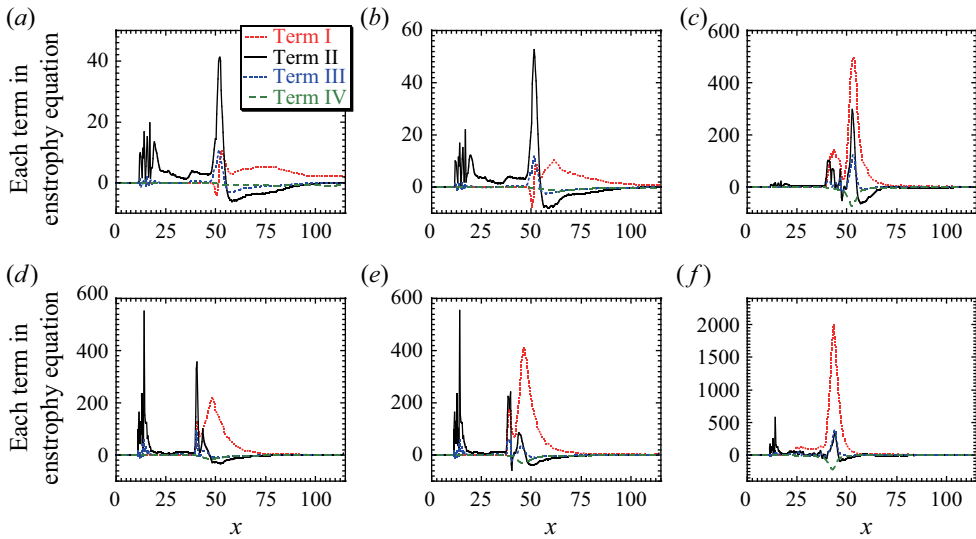 (a) (b) (c)
Each term in
enstrophy equation
Term I
Term II
Term III
Term IV
40
20
0
0 25 50 75 100
60
40
20
0
0 25 50 75 100
600
400
200
0
0 25 50 75 100
(d) (e) (f)
Each term in
enstrophy equation
600
400
200
0
0 25 50 75 100
x
600
400
200
0
0 25 50 75 100
x
2000
1500
1000
500
0
0 25 50 75 100
x